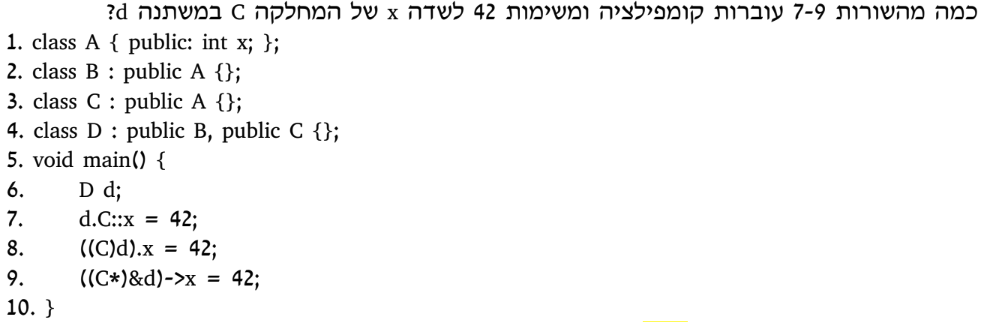 כמה מהשורות 7-9 עוברות קומפילציה ומשימות 42 לשדה x של המחלקה C במשתנה d?
1. class A { public: int x; };
2. class B : public A {};
3. class C : public A {};
4. class D : public B, public C {};
5. void main() {
6. D d;
7. d.C::x = 42;
8. ((C)d).x = 42;
9. ((C*)&d)->x = 42;
10. }